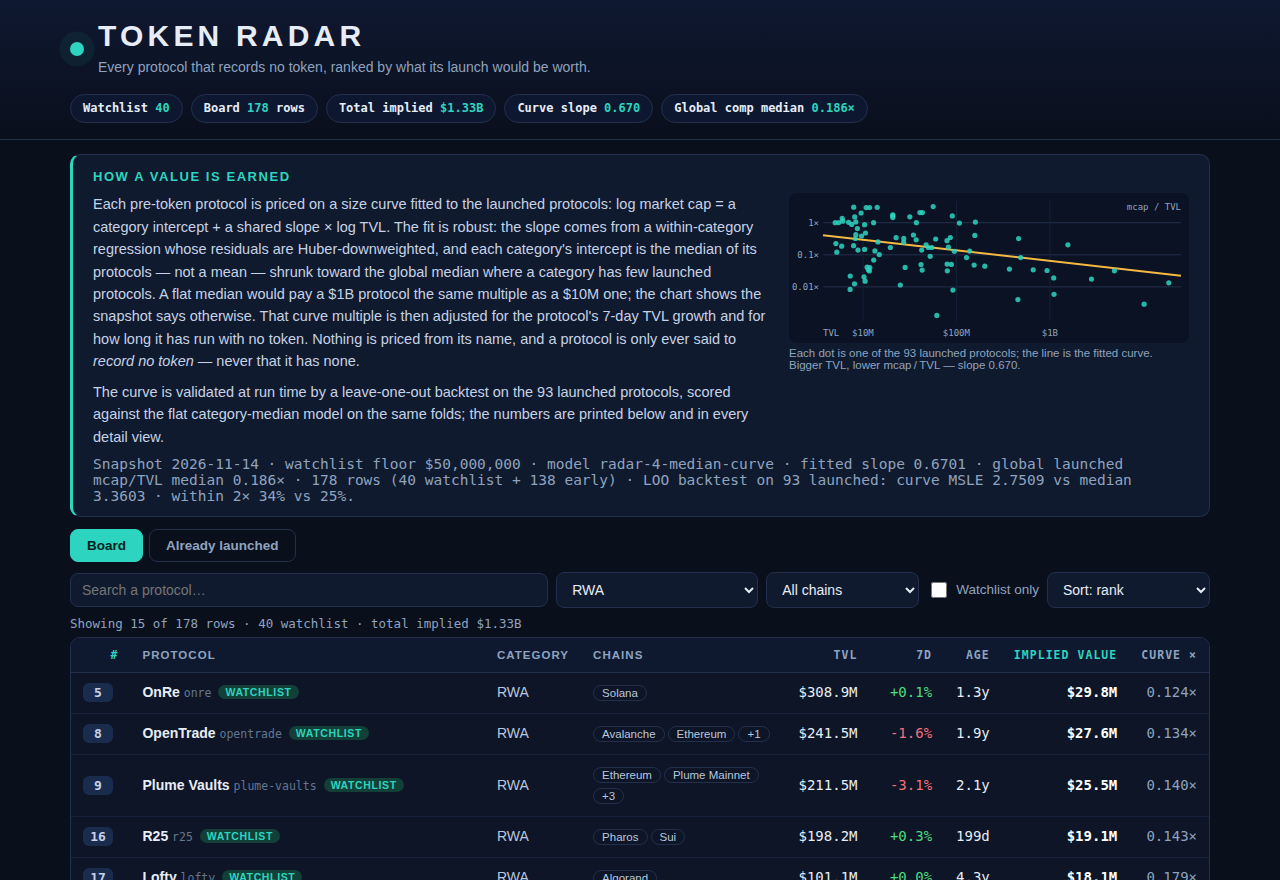 TOKEN RADAR
Every protocol that records no token, ranked by what its launch would be worth.
Watchlist 40
Board 178 rows
Total implied $1.33B
Curve slope 0.670
Global comp median 0.186×
HOW A VALUE IS EARNED
Each pre-token protocol is priced on a size curve fitted to the launched protocols: log market cap = a
category intercept + a shared slope × log TVL. The fit is robust: the slope comes from a within-category
regression whose residuals are Huber-downweighted, and each category's intercept is the median of its
protocols — not a mean — shrunk toward the global median where a category has few launched
protocols. A flat median would pay a $1B protocol the same multiple as a $10M one; the chart shows the
snapshot says otherwise. That curve multiple is then adjusted for the protocol's 7-day TVL growth and for
how long it has run with no token. Nothing is priced from its name, and a protocol is only ever said to
record no token — never that it has none.
The curve is validated at run time by a leave-one-out backtest on the 93 launched protocols, scored
against the flat category-median model on the same folds; the numbers are printed below and in every
detail view.
mcap / TVL
1×
0.1×
0.01×
TVL $10M $100M $1B
Each dot is one of the 93 launched protocols; the line is the fitted curve.
Bigger TVL, lower mcap / TVL — slope 0.670.
Snapshot 2026-11-14 · watchlist floor $50,000,000 · model radar-4-median-curve · fitted slope 0.6701 · global launched
mcap/TVL median 0.186× · 178 rows (40 watchlist + 138 early) · LOO backtest on 93 launched: curve MSLE 2.7509 vs median
3.3603 · within 2× 34% vs 25%.
Board
Already launched
Search a protocol…
RWA
All chains
Watchlist only
Sort: rank
Showing 15 of 178 rows · 40 watchlist · total implied $1.33B
# PROTOCOL CATEGORY CHAINS TVL 7D AGE IMPLIED VALUE CURVE ×
5 OnRe onre WATCHLIST RWA Solana $308.9M +0.1% 1.3y $29.8M 0.124×
8 OpenTrade opentrade WATCHLIST RWA Avalanche Ethereum +1 $241.5M -1.6% 1.9y $27.6M 0.134×
9 Plume Vaults plume-vaults WATCHLIST RWA Ethereum Plume Mainnet +3 $211.5M -3.1% 2.1y $25.5M 0.140×
16 R25 r25 WATCHLIST RWA Pharos Sui $198.2M +0.3% 199d $19.1M 0.143×
17 Lofty lofty WATCHLIST RWA Algorand $101.1M +0.0% 4.3y $18.1M 0.179×